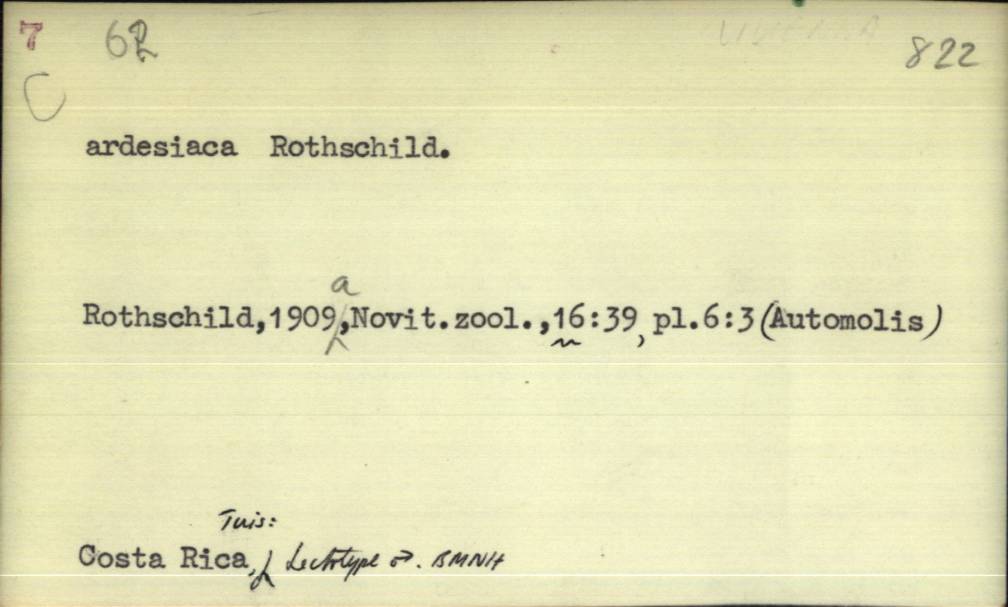 7 62 822
C
ardesiaca Rothschild.
a
Rothschild,1909,Novit.zool.,16:39, pl.6:3(Automolis)
Tuis:
Costa Rica, Lectotype ♂. BMNH